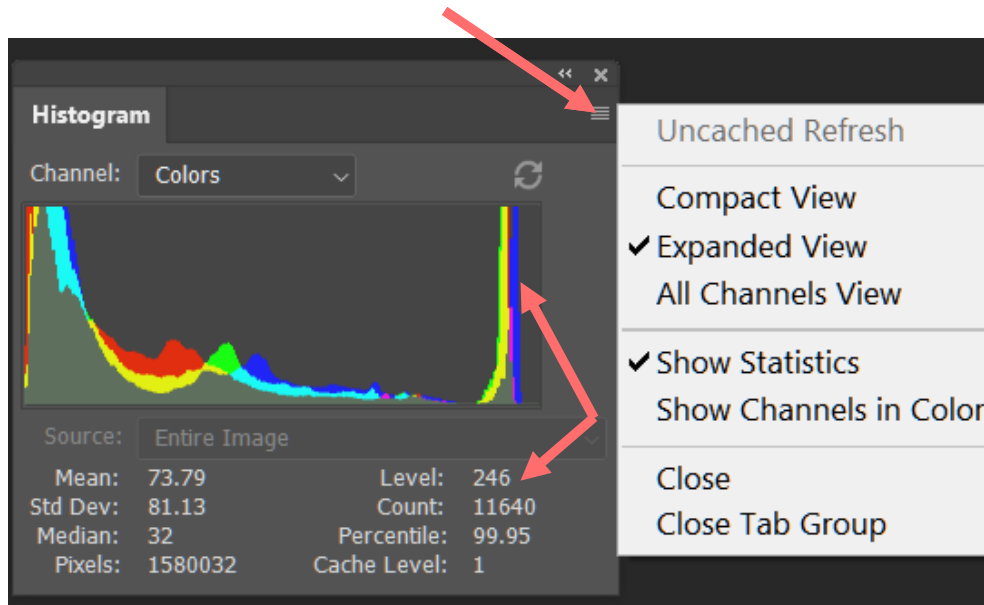 Histogram
Channel: Colors
Source: Entire Image
Mean: 73.79 Level: 246
Std Dev: 81.13 Count: 11640
Median: 32 Percentile: 99.95
Pixels: 1580032 Cache Level: 1
Uncached Refresh
Compact View
Expanded View
All Channels View
Show Statistics
Show Channels in Color
Close
Close Tab Group